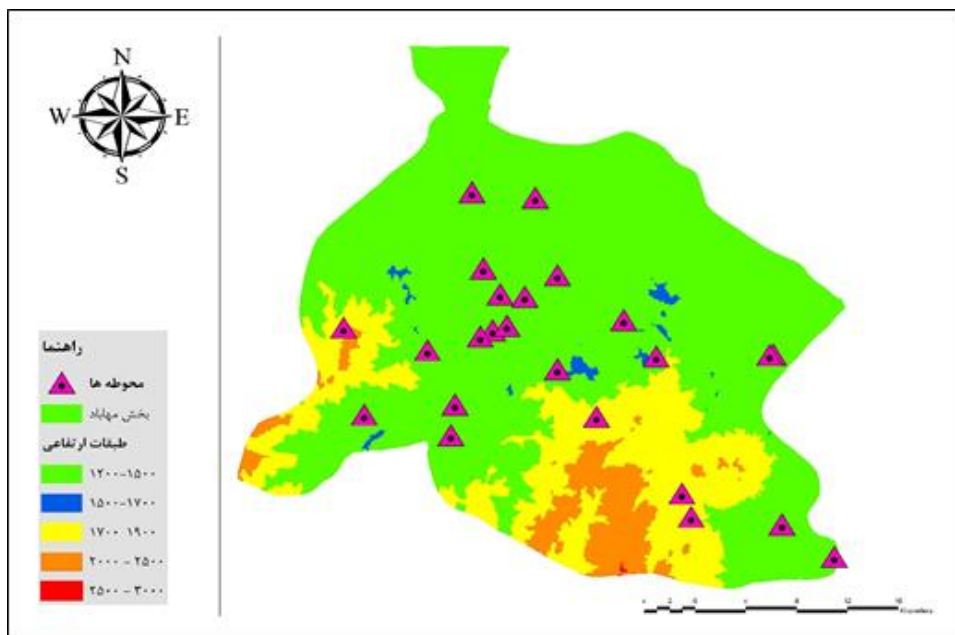 N
W E
S
راهنما
محوطه ها
بخش مهاباد
طبقات ارتفاعی
۱۲۰۰-۱۵۰۰
۱۵۰۰-۱۷۰۰
۱۷۰۰-۱۹۰۰
۲۰۰۰ - ۲۵۰۰
۲۵۰۰ - ۳۰۰۰